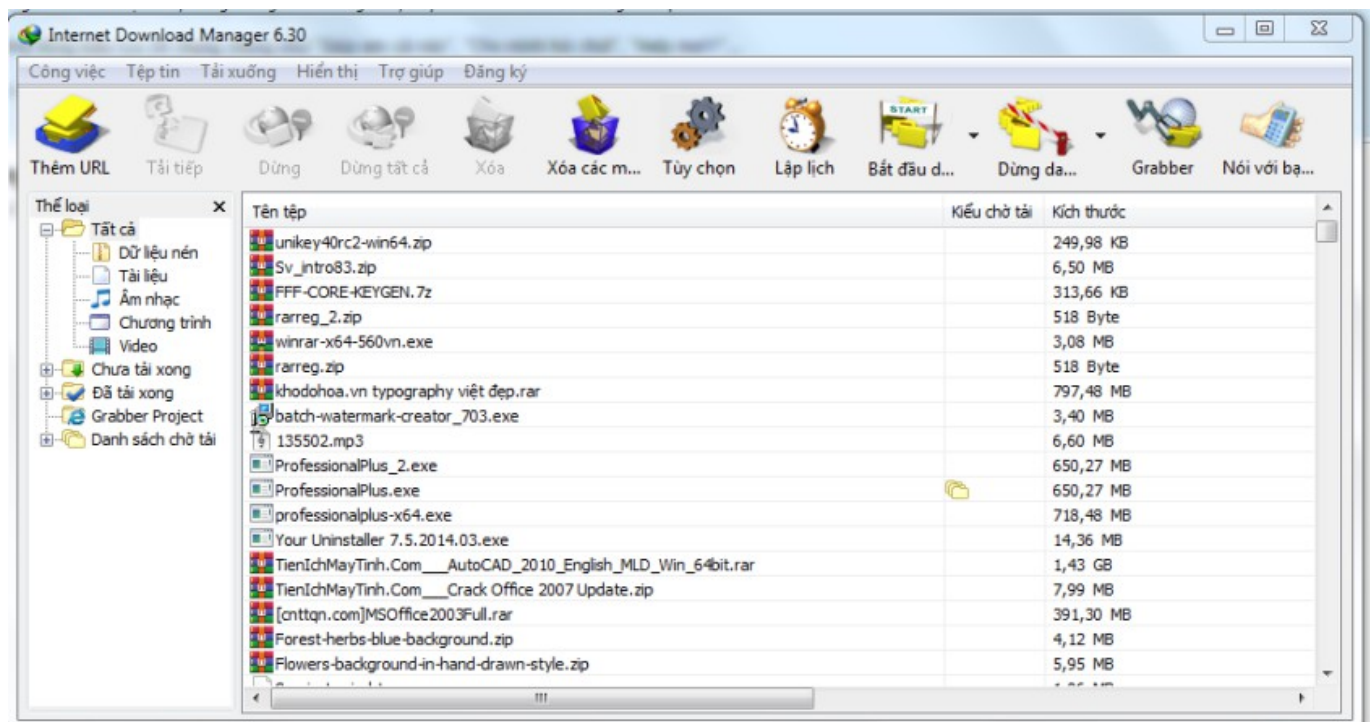 Internet Download Manager 6.30
Công việc Tệp tin Tải xuống Hiển thị Trợ giúp Đăng ký
Thêm URL Tải tiếp Dừng Dừng tất cả Xóa Xóa các m... Tùy chọn Lập lịch Bắt đầu d... Dừng da... Grabber Nói với bạ...
Thể loại
Tất cả
Dữ liệu nén
Tài liệu
Âm nhạc
Chương trình
Video
Chưa tải xong
Đã tải xong
Grabber Project
Danh sách chờ tải
Tên tệp Kiểu chờ tải Kích thước
unikey40rc2-win64.zip 249,98 KB
Sv_intro83.zip 6,50 MB
FFF-CORE-KEYGEN.7z 313,66 KB
rarreg_2.zip 518 Byte
winrar-x64-560vn.exe 3,08 MB
rarreg.zip 518 Byte
khodohoa.vn typography việt đẹp.rar 797,48 MB
batch-watermark-creator_703.exe 3,40 MB
135502.mp3 6,60 MB
ProfessionalPlus_2.exe 650,27 MB
ProfessionalPlus.exe 650,27 MB
professionalplus-x64.exe 718,48 MB
Your Uninstaller 7.5.2014.03.exe 14,36 MB
TienIchMayTinh.Com___AutoCAD_2010_English_MLD_Win_64bit.rar 1,43 GB
TienIchMayTinh.Com___Crack Office 2007 Update.zip 7,99 MB
[cnttqn.com]MSOffice2003Full.rar 391,30 MB
Forest-herbs-blue-background.zip 4,12 MB
Flowers-background-in-hand-drawn-style.zip 5,95 MB